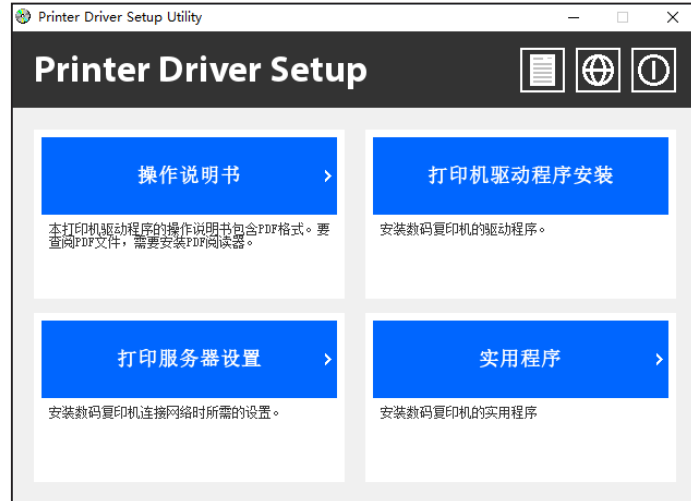 Printer Driver Setup Utility
Printer Driver Setup
操作说明书
打印机驱动程序安装
本打印机驱动程序的操作说明书包含PDF格式。要
查阅PDF文件，需要安装PDF阅读器。
安装数码复印机的驱动程序。
打印服务器设置
实用程序
安装数码复印机连接网络时所需的设置。
安装数码复印机的实用程序